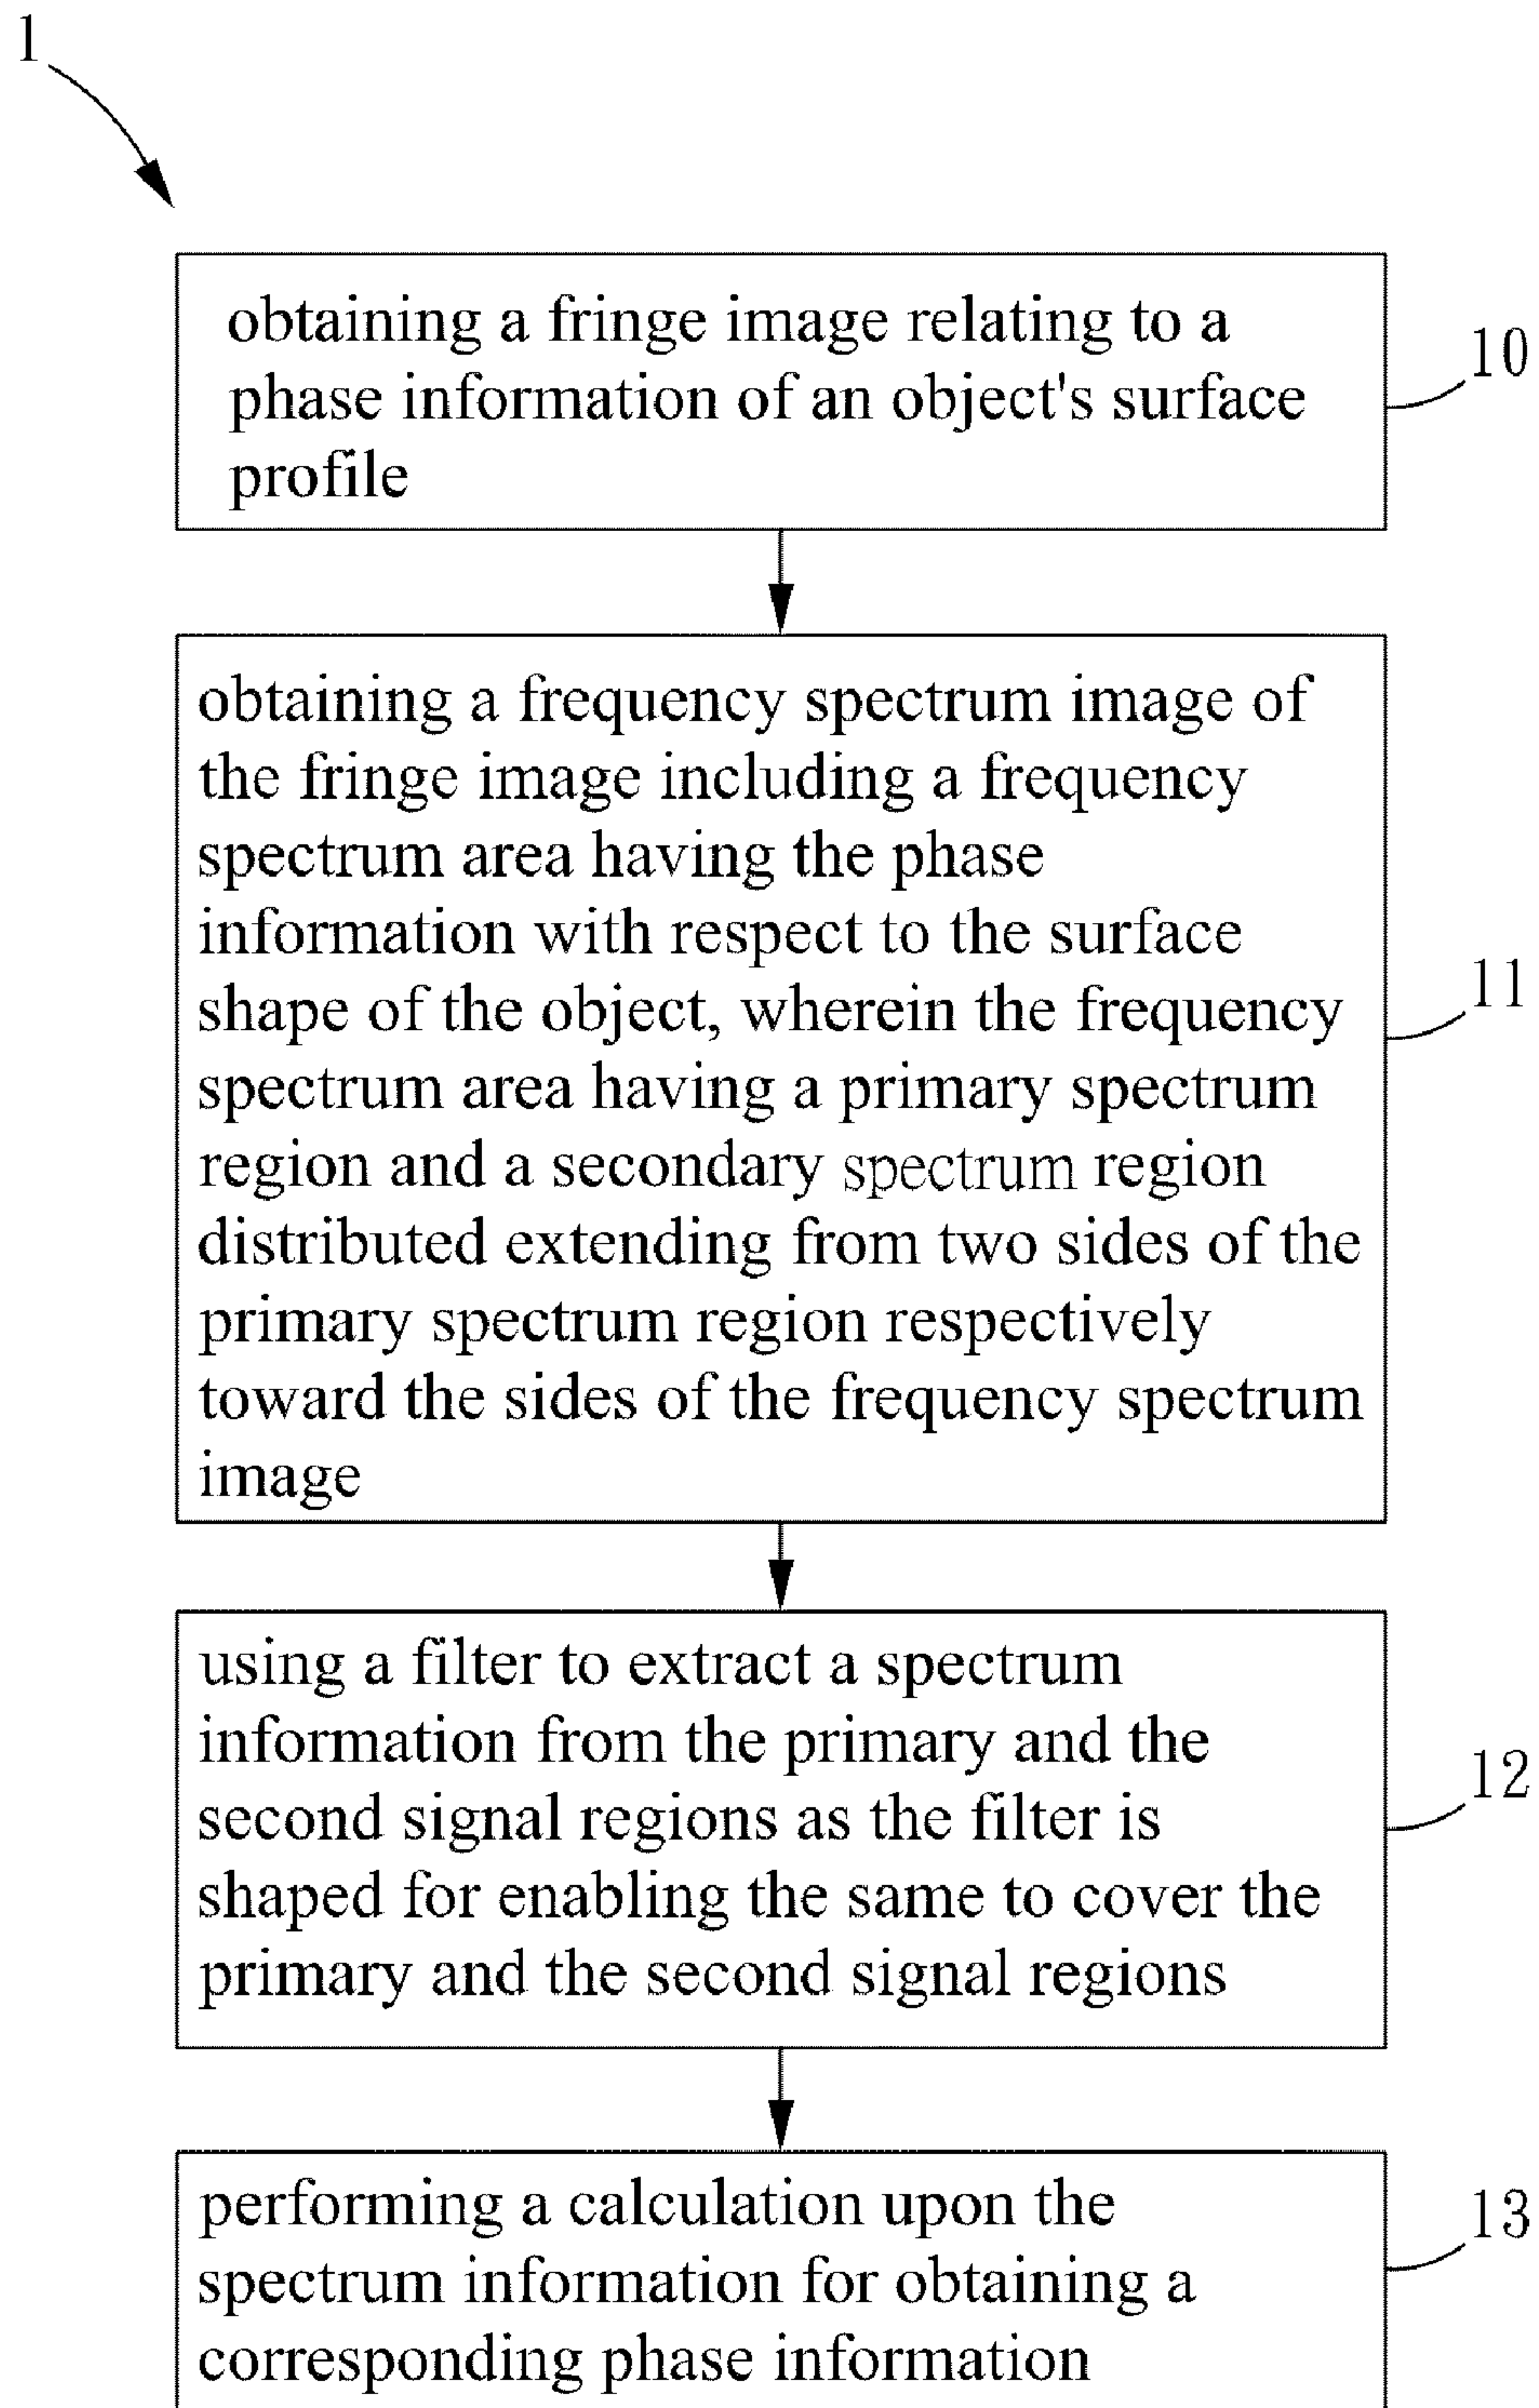 1
obtaining a fringe image relating to a
phase information of an object's surface
profile
10
obtaining a frequency spectrum image of
the fringe image including a frequency
spectrum area having the phase
information with respect to the surface
shape of the object, wherein the frequency
spectrum area having a primary spectrum
region and a secondary spectrum region
distributed extending from two sides of the
primary spectrum region respectively
toward the sides of the frequency spectrum
image
11
using a filter to extract a spectrum
information from the primary and the
second signal regions as the filter is
shaped for enabling the same to cover the
primary and the second signal regions
12
performing a calculation upon the
spectrum information for obtaining a
corresponding phase information
13